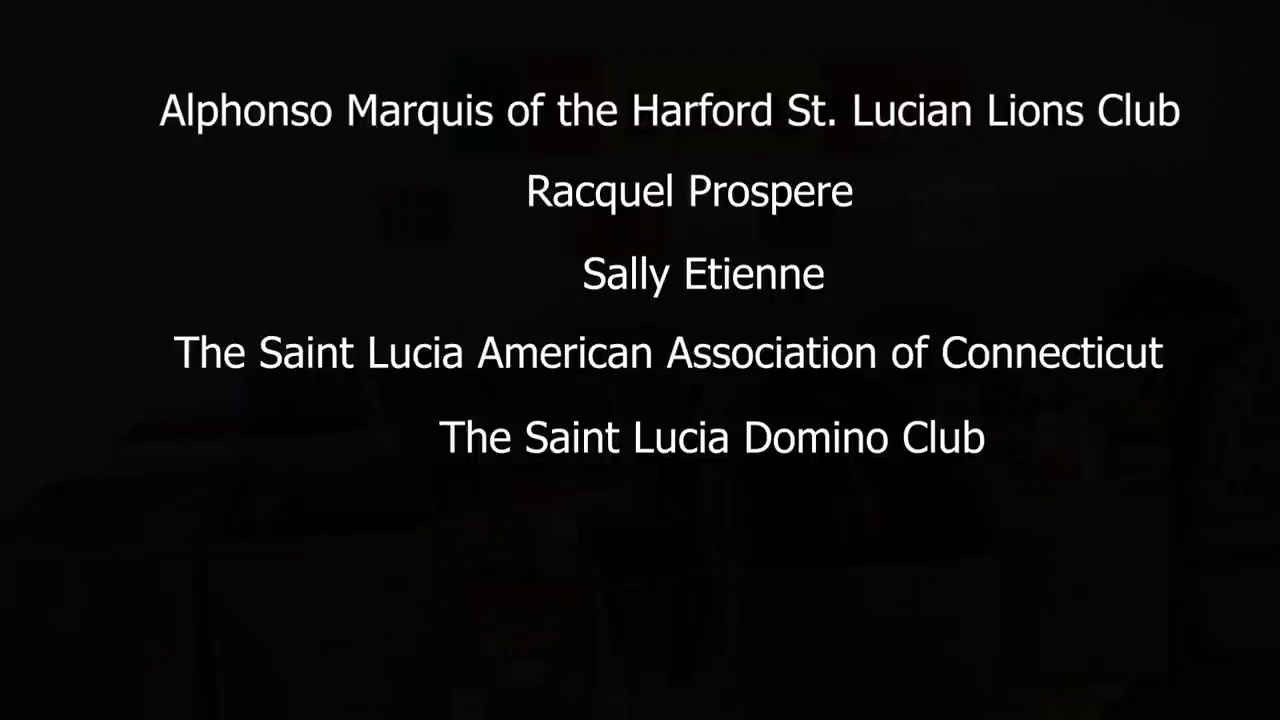 Alphonso Marquis of the Harford St. Lucian Lions Club
Racquel Prospere
Sally Etienne
The Saint Lucia American Association of Connecticut
The Saint Lucia Domino Club